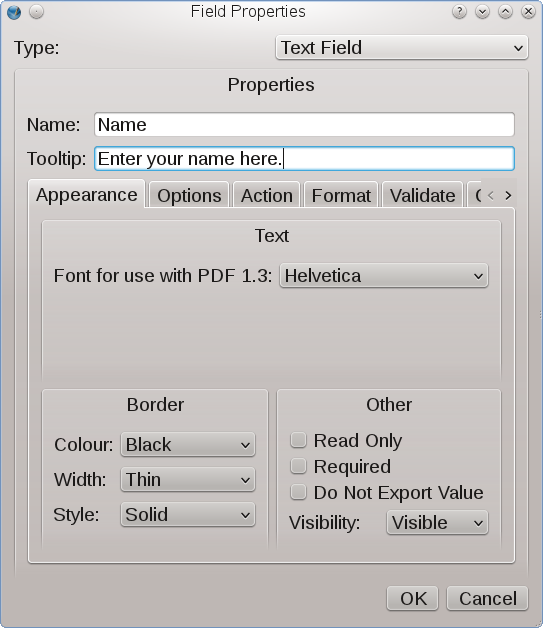 Field Properties
Type: Text Field
Properties
Name: Name
Tooltip: Enter your name here.
Appearance Options Action Format Validate
Text
Font for use with PDF 1.3: Helvetica
Border
Colour: Black
Width: Thin
Style: Solid
Other
Read Only
Required
Do Not Export Value
Visibility: Visible
OK Cancel